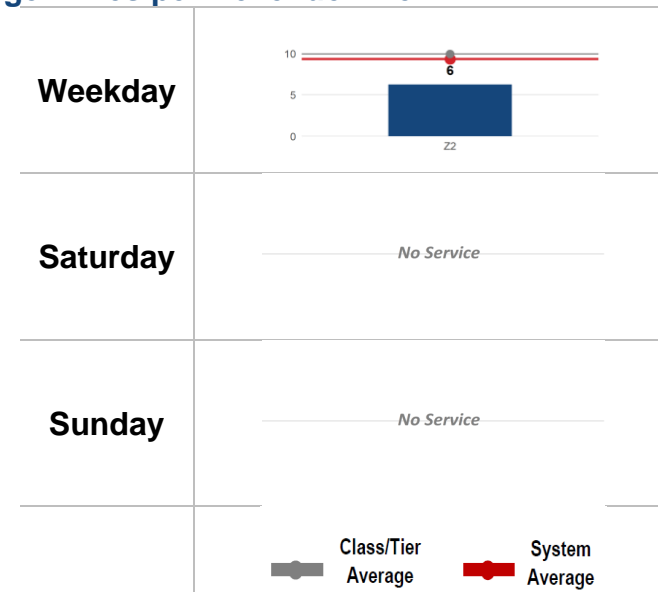 Weekday
10
5
0
6
Z2
Saturday
No Service
Sunday
No Service
Class/Tier
Average
System
Average